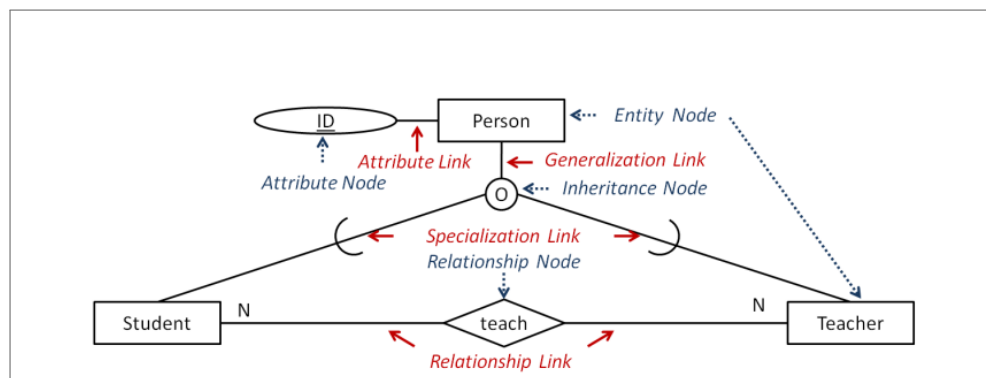 ID
Person
Entity Node
Attribute Link
Generalization Link
Attribute Node
O
Inheritance Node
Specialization Link
Relationship Node
N
N
Student
teach
Teacher
Relationship Link